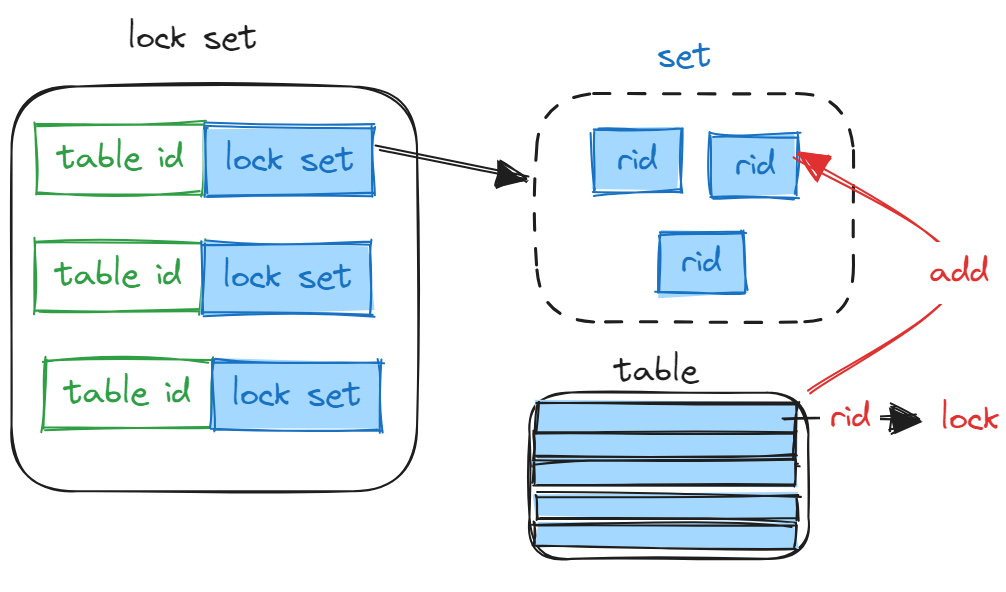 lock set
table id lock set
table id lock set
table id lock set
set
rid rid
rid
add
table
rid lock